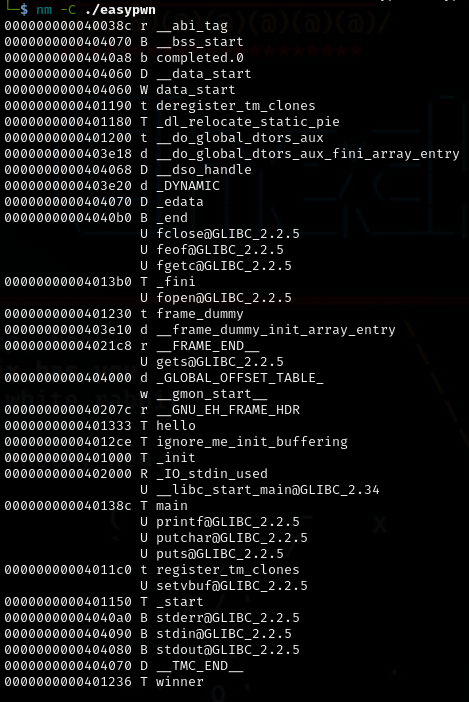 └─$ nm -C ./easypwn
000000000040038c r __abi_tag
0000000000404070 B __bss_start
00000000004040a8 b completed.0
0000000000404060 D __data_start
0000000000404060 W data_start
0000000000401190 t deregister_tm_clones
0000000000401180 T _dl_relocate_static_pie
0000000000401200 t __do_global_dtors_aux
0000000000403e18 d __do_global_dtors_aux_fini_array_entry
0000000000404068 D __dso_handle
0000000000403e20 d _DYNAMIC
0000000000404070 D _edata
00000000004040b0 B _end
U fclose@GLIBC_2.2.5
U feof@GLIBC_2.2.5
U fgetc@GLIBC_2.2.5
00000000004013b0 T _fini
U fopen@GLIBC_2.2.5
0000000000401230 t frame_dummy
0000000000403e10 d __frame_dummy_init_array_entry
00000000004021c8 r __FRAME_END__
U gets@GLIBC_2.2.5
0000000000404000 d _GLOBAL_OFFSET_TABLE_
w __gmon_start__
000000000040207c r __GNU_EH_FRAME_HDR
0000000000401333 T hello
00000000004012ce T ignore_me_init_buffering
0000000000401000 T _init
0000000000402000 R _IO_stdin_used
U __libc_start_main@GLIBC_2.34
000000000040138c T main
U printf@GLIBC_2.2.5
U putchar@GLIBC_2.2.5
U puts@GLIBC_2.2.5
00000000004011c0 t register_tm_clones
U setvbuf@GLIBC_2.2.5
0000000000401150 T _start
00000000004040a0 B stderr@GLIBC_2.2.5
0000000000404090 B stdin@GLIBC_2.2.5
0000000000404080 B stdout@GLIBC_2.2.5
0000000000404070 D __TMC_END__
0000000000401236 T winner